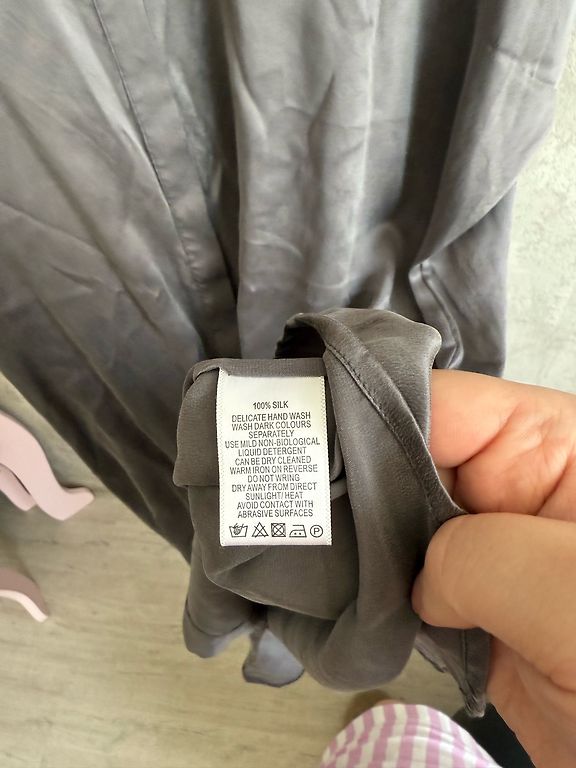 100% SILK
DELICATE HAND WASH
WASH DARK COLOURS
SEPARATELY
USE MILD NON-BIOLOGICAL
LIQUID DETERGENT
CAN BE DRY CLEANED
WARM IRON ON REVERSE
DO NOT WRING
DRY AWAY FROM DIRECT
SUNLIGHT/ HEAT
AVOID CONTACT WITH
ABRASIVE SURFACES
P